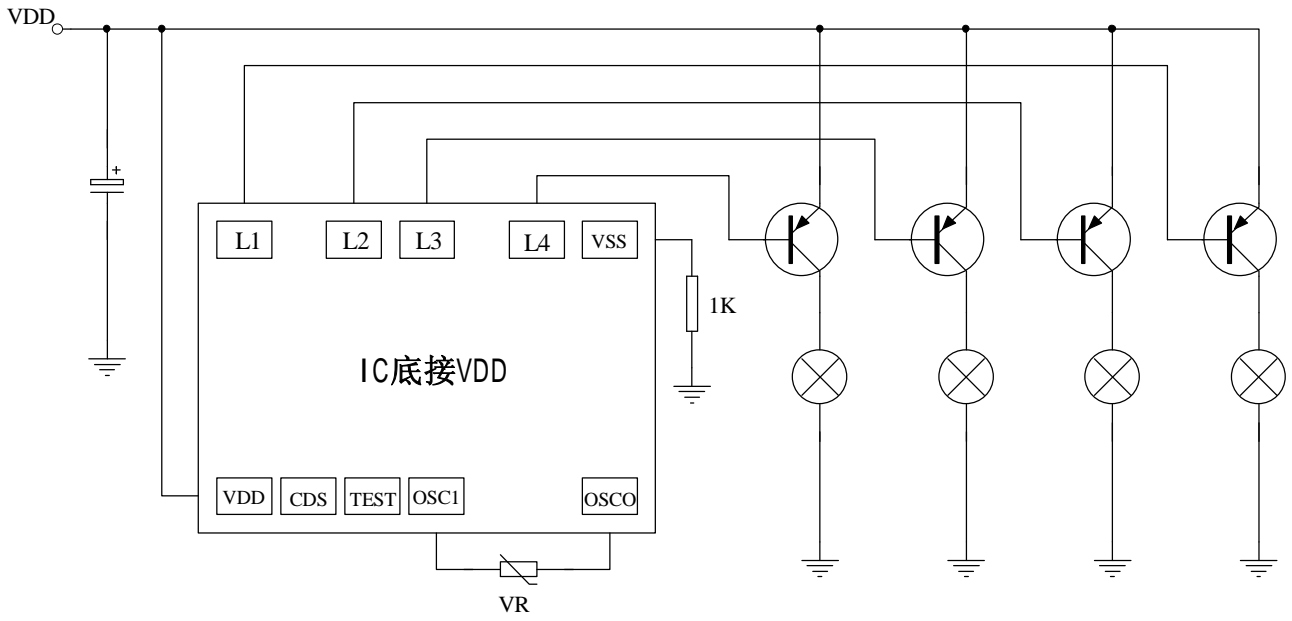 VDD
+
L1 L2 L3 L4 VSS
1K
IC底接VDD
VDD CDS TEST OSC1 OSCO
VR